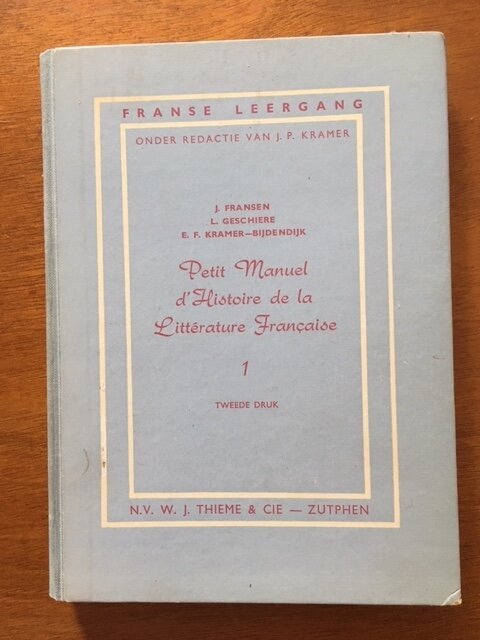 FRANSE LEERGANG
ONDER REDACTIE VAN J. P. KRAMER
J. FRANSEN
L. GESCHIERE
E. F. KRAMER—BIJDENDIJK
Petit Manuel
d'Histoire de la
Littérature Française
1
TWEEDE DRUK
N.V. W. J. THIEME & CIE — ZUTPHEN